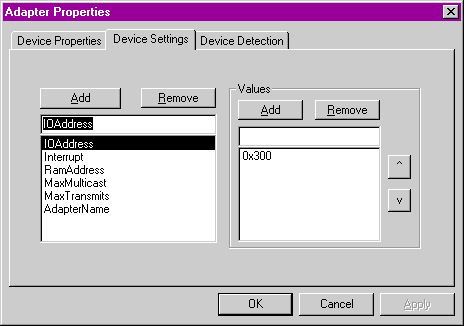 Adapter Properties
Device Properties
Device Settings
Device Detection
Add
Remove
IOAddress
IOAddress
Interrupt
RamAddress
MaxMulticast
MaxTransmits
AdapterName
Values
Add
Remove
0x300
^
v
OK
Cancel
Apply